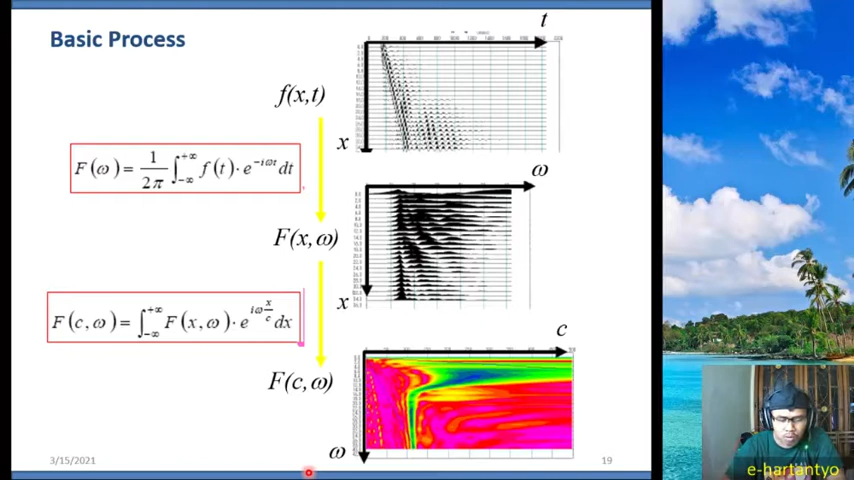 Basic Process
t
f(x,t)
x
F(ω) = 1/2π ∫_{-∞}^{+∞} f(t)·e^{-iωt} dt
ω
F(x,ω)
x
F(c,ω) = ∫_{-∞}^{+∞} F(x,ω)·e^{iω x/c} dx
c
F(c,ω)
ω
3/15/2021
19
e-hartantyo